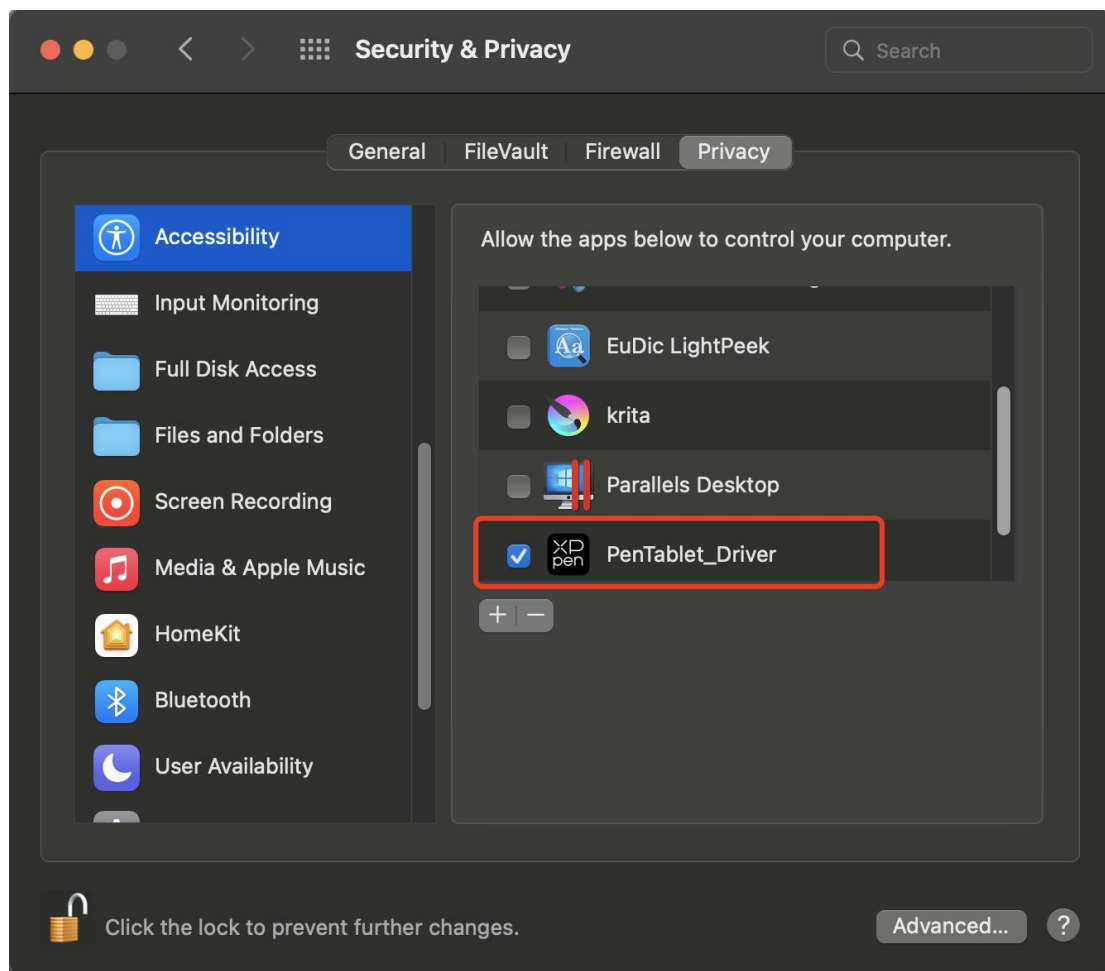 Security & Privacy
Search
General FileVault Firewall Privacy
Accessibility
Input Monitoring
Full Disk Access
Files and Folders
Screen Recording
Media & Apple Music
HomeKit
Bluetooth
User Availability
Allow the apps below to control your computer.
Aa
EuDic LightPeek
krita
Parallels Desktop
XP
pen
PenTablet_Driver
+ −
Click the lock to prevent further changes.
Advanced...
?